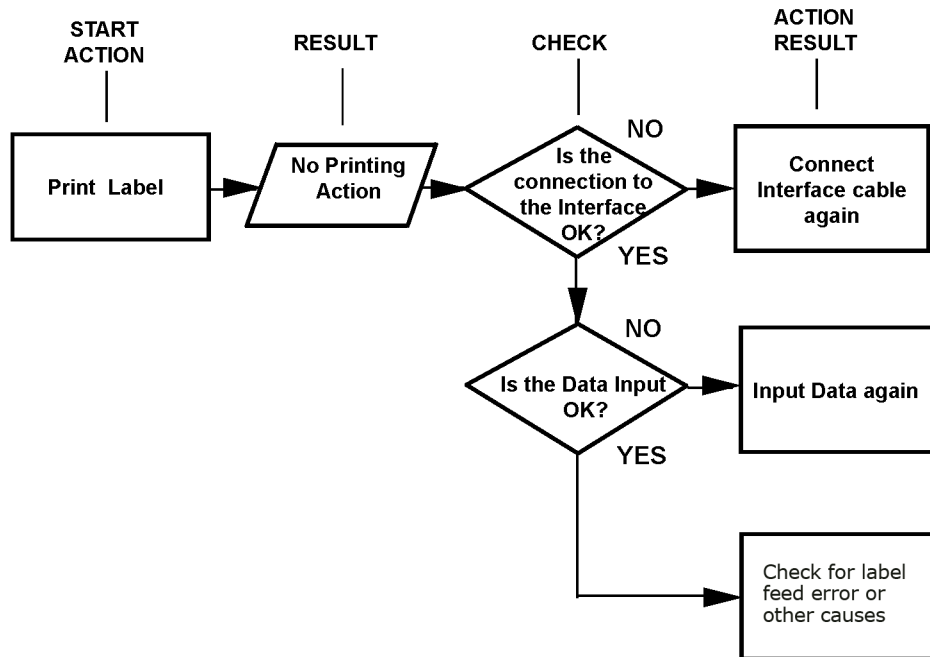 START
ACTION
RESULT
CHECK
ACTION
RESULT
Print Label
No Printing
Action
NO
Is the
connection to
the Interface
OK?
YES
Connect
Interface cable
again
NO
Is the Data Input
OK?
YES
Input Data again
Check for label
feed error or
other causes